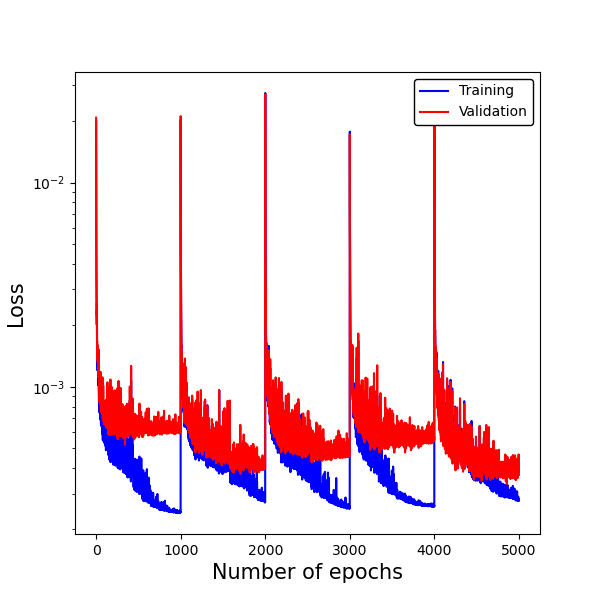 Training
Validation
10⁻²
10⁻³
Loss
0 1000 2000 3000 4000 5000
Number of epochs